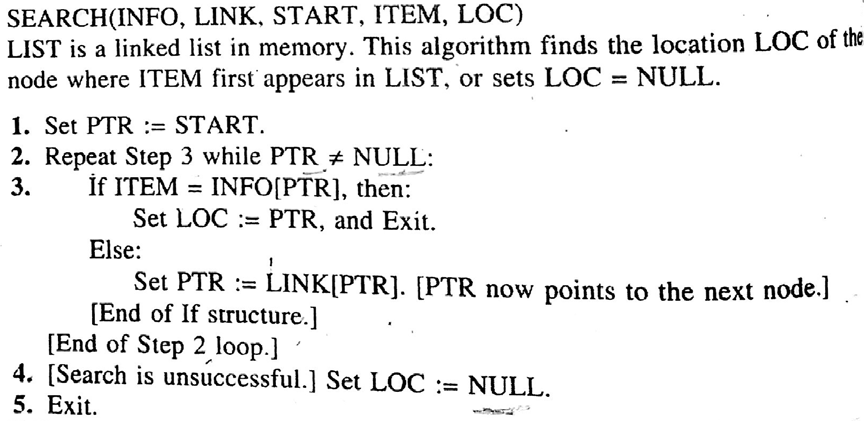 SEARCH(INFO, LINK, START, ITEM, LOC)
LIST is a linked list in memory. This algorithm finds the location LOC of the
node where ITEM first appears in LIST, or sets LOC = NULL.
1. Set PTR := START.
2. Repeat Step 3 while PTR ≠ NULL:
3. If ITEM = INFO[PTR], then:
Set LOC := PTR, and Exit.
Else:
Set PTR := LINK[PTR]. [PTR now points to the next node.]
[End of If structure.]
[End of Step 2 loop.]
4. [Search is unsuccessful.] Set LOC := NULL.
5. Exit.